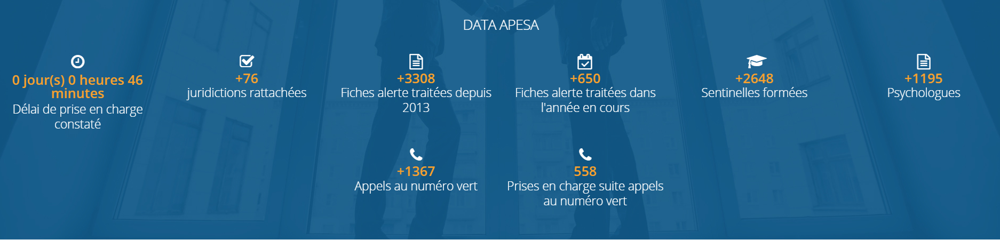 DATA APESA
0 jour(s) 0 heures 46
minutes
Délai de prise en charge
constaté
+76
juridictions rattachées
+3308
Fiches alerte traitées depuis
2013
+650
Fiches alerte traitées dans
l'année en cours
+2648
Sentinelles formées
+1195
Psychologues
+1367
Appels au numéro vert
558
Prises en charge suite appels
au numéro vert